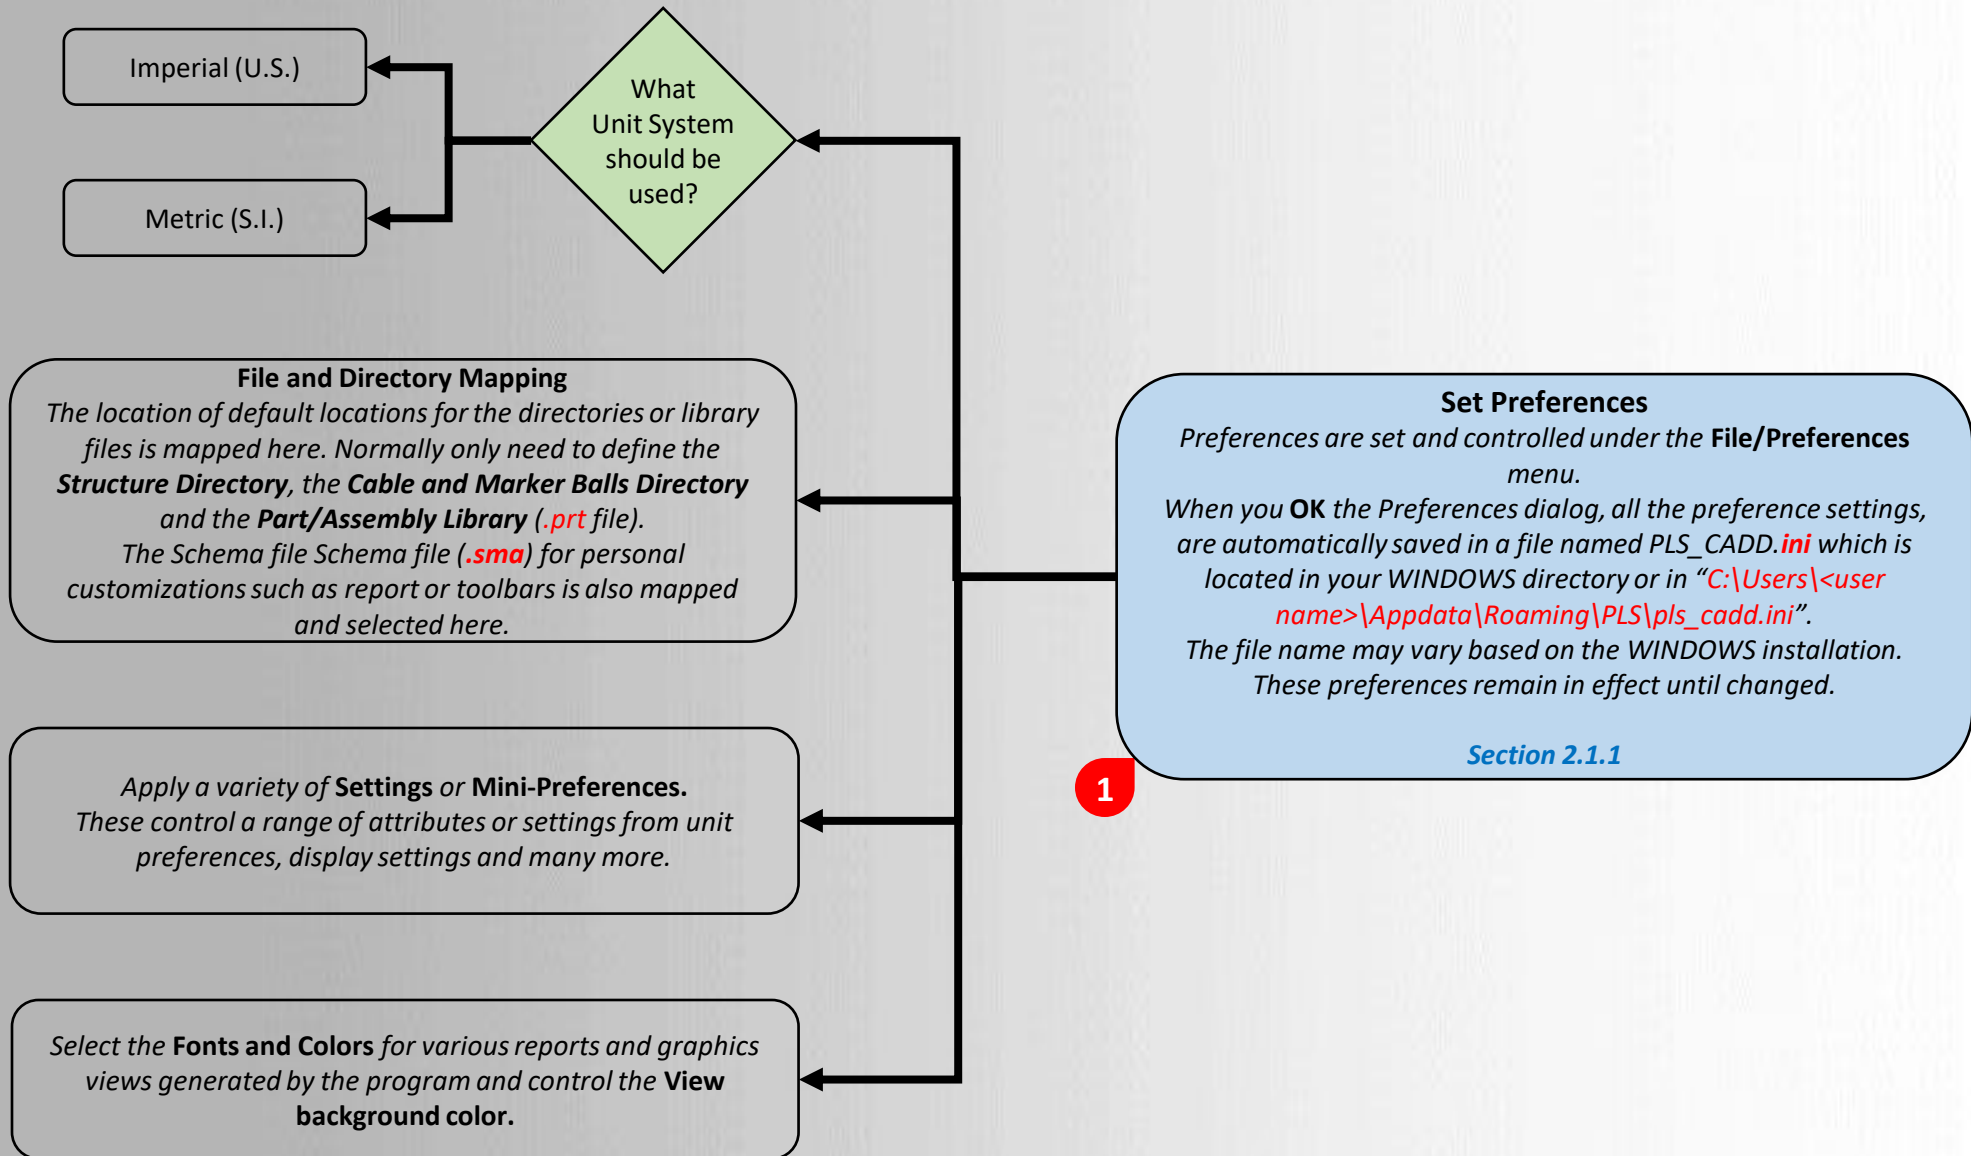 Imperial (U.S.)
Metric (S.I.)
What
Unit System
should be
used?
File and Directory Mapping
The location of default locations for the directories or library
files is mapped here. Normally only need to define the
Structure Directory, the Cable and Marker Balls Directory
and the Part/Assembly Library (.prt file).
The Schema file Schema file (.sma) for personal
customizations such as report or toolbars is also mapped
and selected here.
Apply a variety of Settings or Mini-Preferences.
These control a range of attributes or settings from unit
preferences, display settings and many more.
Select the Fonts and Colors for various reports and graphics
views generated by the program and control the View
background color.
Set Preferences
Preferences are set and controlled under the File/Preferences
menu.
When you OK the Preferences dialog, all the preference settings,
are automatically saved in a file named PLS_CADD.ini which is
located in your WINDOWS directory or in “C:\Users\<user
name>\Appdata\Roaming\PLS\pls_cadd.ini”.
The file name may vary based on the WINDOWS installation.
These preferences remain in effect until changed.
Section 2.1.1
1